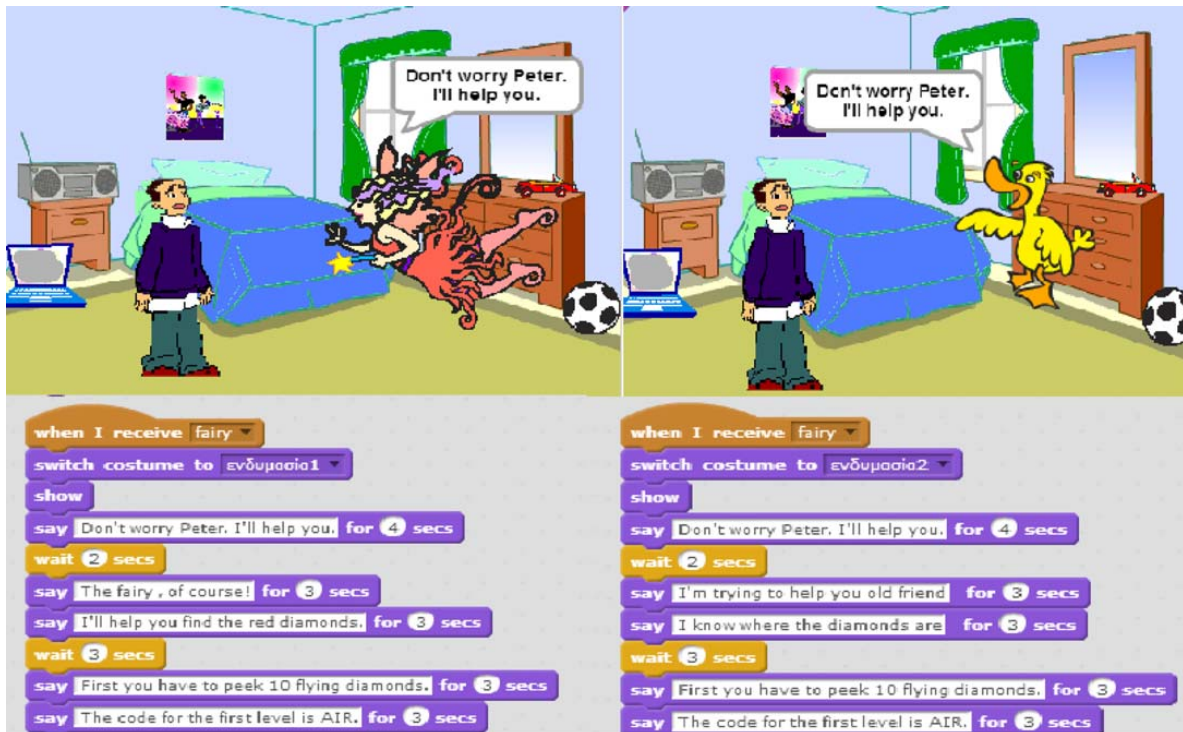 Don't worry Peter.
I'll help you.
Don't worry Peter.
I'll help you.
when I receive fairy
switch costume to ενδυμασία1
show
say Don't worry Peter. I'll help you. for 4 secs
wait 2 secs
say The fairy , of course! for 3 secs
say I'll help you find the red diamonds. for 3 secs
wait 3 secs
say First you have to peek 10 flying diamonds. for 3 secs
say The code for the first level is AIR. for 3 secs
when I receive fairy
switch costume to ενδυμασία2
show
say Don't worry Peter. I'll help you. for 4 secs
wait 2 secs
say I'm trying to help you old friend for 3 secs
say I know where the diamonds are for 3 secs
wait 3 secs
say First you have to peek 10 flying diamonds. for 3 secs
say The code for the first level is AIR. for 3 secs